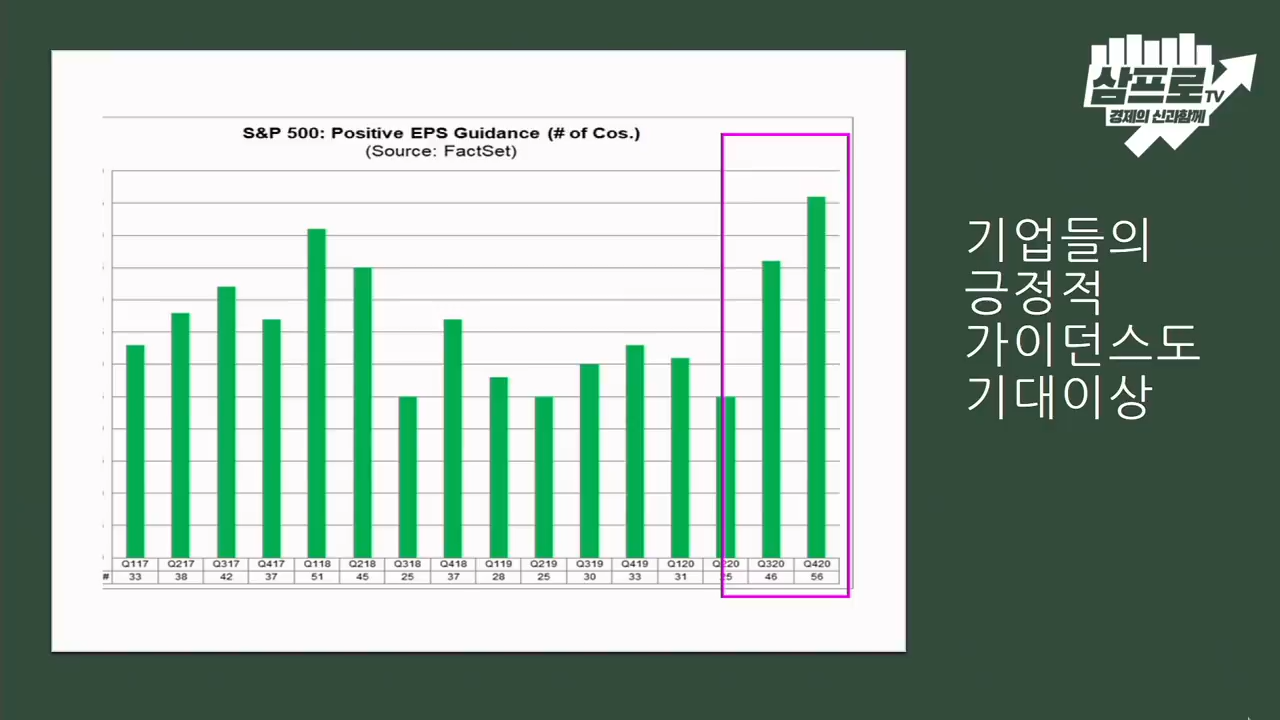 삼프로TV
경제의 신과함께
S&P 500: Positive EPS Guidance (# of Cos.)
(Source: FactSet)
기업들의
긍정적
가이던스도
기대이상
Q117 Q217 Q317 Q417 Q118 Q218 Q318 Q418 Q119 Q219 Q319 Q419 Q120 Q220 Q320 Q420
# 33 38 42 37 51 45 25 37 28 25 30 33 31 25 46 56